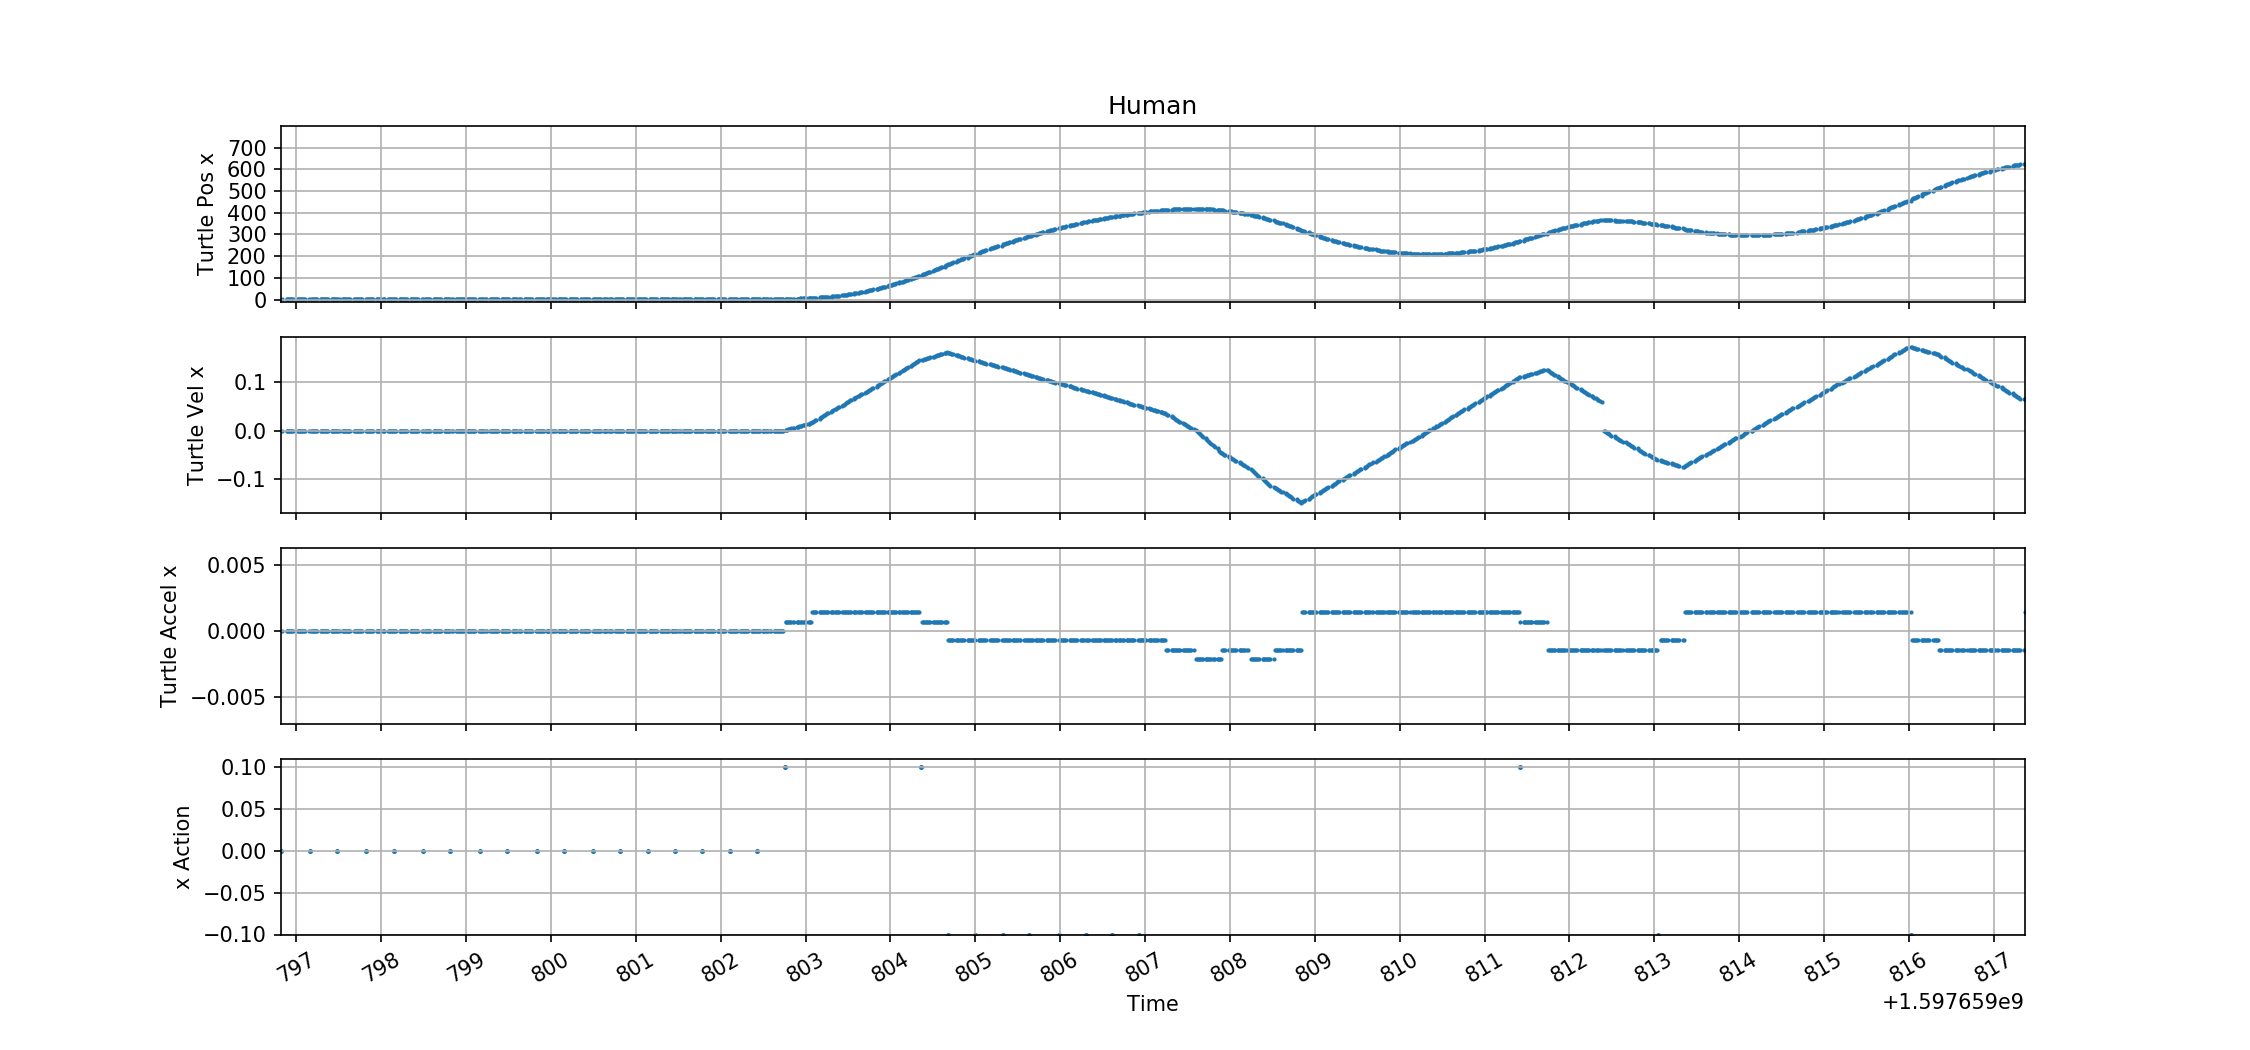 Human
Turtle Pos x
700
600
500
400
300
200
100
0
Turtle Vel x
0.1
0.0
−0.1
Turtle Accel x
0.005
0.000
−0.005
x Action
0.10
0.05
0.00
−0.05
−0.10
797 798 799 800 801 802 803 804 805 806 807 808 809 810 811 812 813 814 815 816 817
Time
+1.597659e9